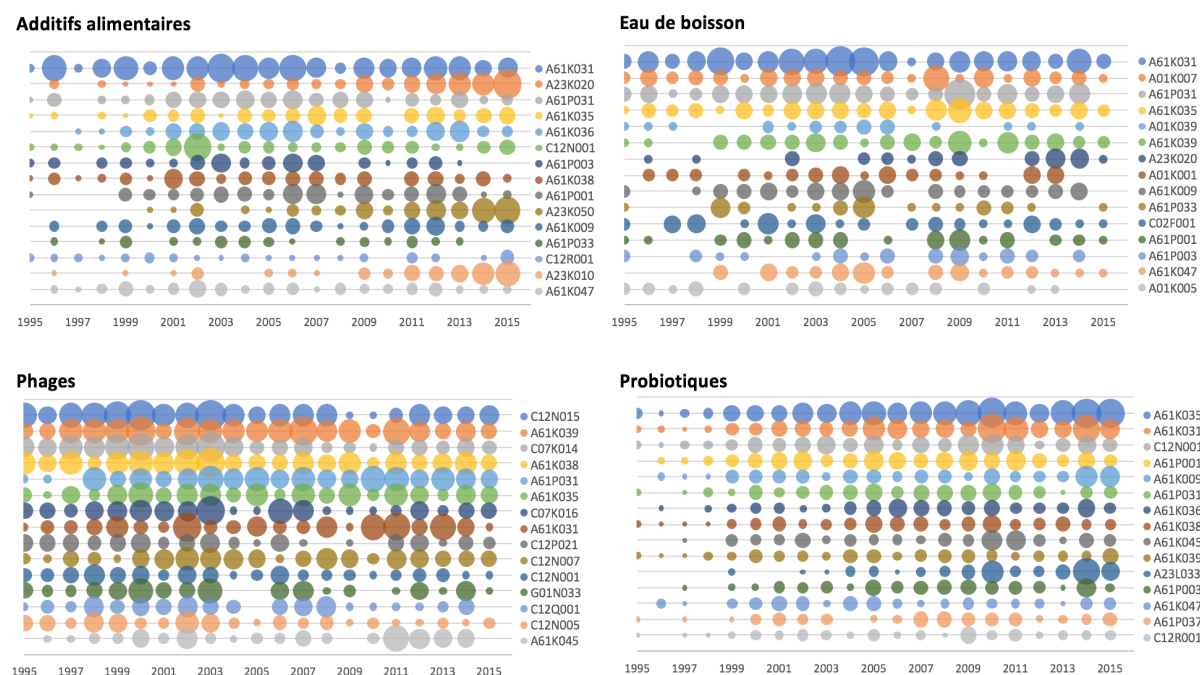 Additifs alimentaires
A61K031
A23K020
A61P031
A61K035
A61K036
C12N001
A61P003
A61K038
A61P001
A23K050
A61K009
A61P033
C12R001
A23K010
A61K047
1995 1997 1999 2001 2003 2005 2007 2009 2011 2013 2015
Eau de boisson
A61K031
A01K007
A61P031
A61K035
A01K039
A61K039
A23K020
A01K001
A61K009
A61P033
C02F001
A61P001
A61P003
A61K047
A01K005
1995 1997 1999 2001 2003 2005 2007 2009 2011 2013 2015
Phages
C12N015
A61K039
C07K014
A61K038
A61P031
A61K035
C07K016
A61K031
C12P021
C12N007
C12N001
G01N033
C12Q001
C12N005
A61K045
1995 1997 1999 2001 2003 2005 2007 2009 2011 2013 2015
Probiotiques
A61K035
A61K031
C12N001
A61P001
A61K009
A61P031
A61K036
A61K038
A61K045
A61K039
A23L033
A61P003
A61K047
A61P037
C12R001
1995 1997 1999 2001 2003 2005 2007 2009 2011 2013 2015